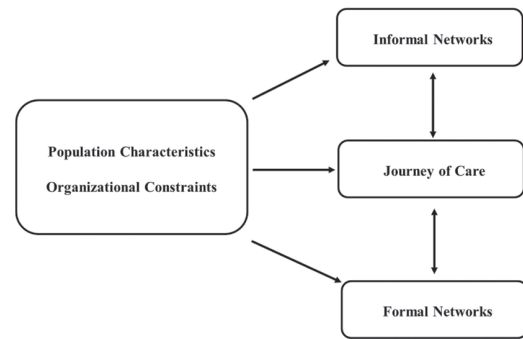 Informal Networks
Population Characteristics
Organizational Constraints
Journey of Care
Formal Networks